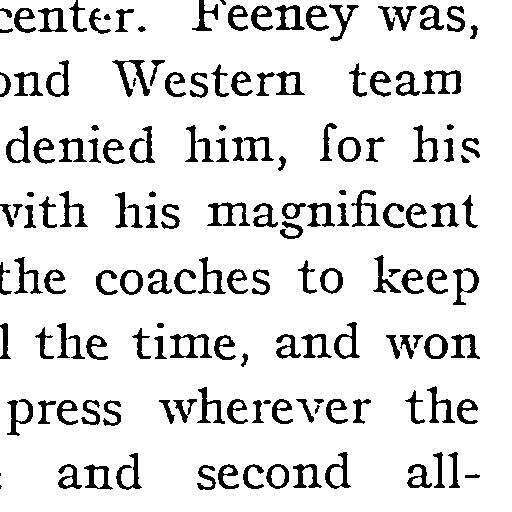 center. Feeney was,
ond Western team
denied him, for his
with his magnificent
the coaches to keep
l the time, and won
press wherever the
and second all-